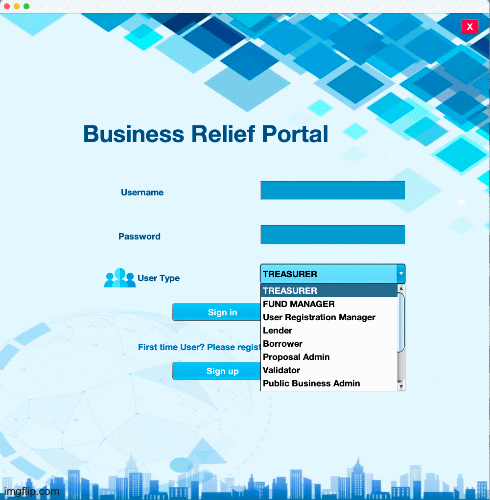 X
Business Relief Portal
Username
Password
User Type
TREASURER
TREASURER
FUND MANAGER
User Registration Manager
Lender
Borrower
Proposal Admin
Validator
Public Business Admin
Sign in
First time User? Please regist
Sign up
imgflip.com